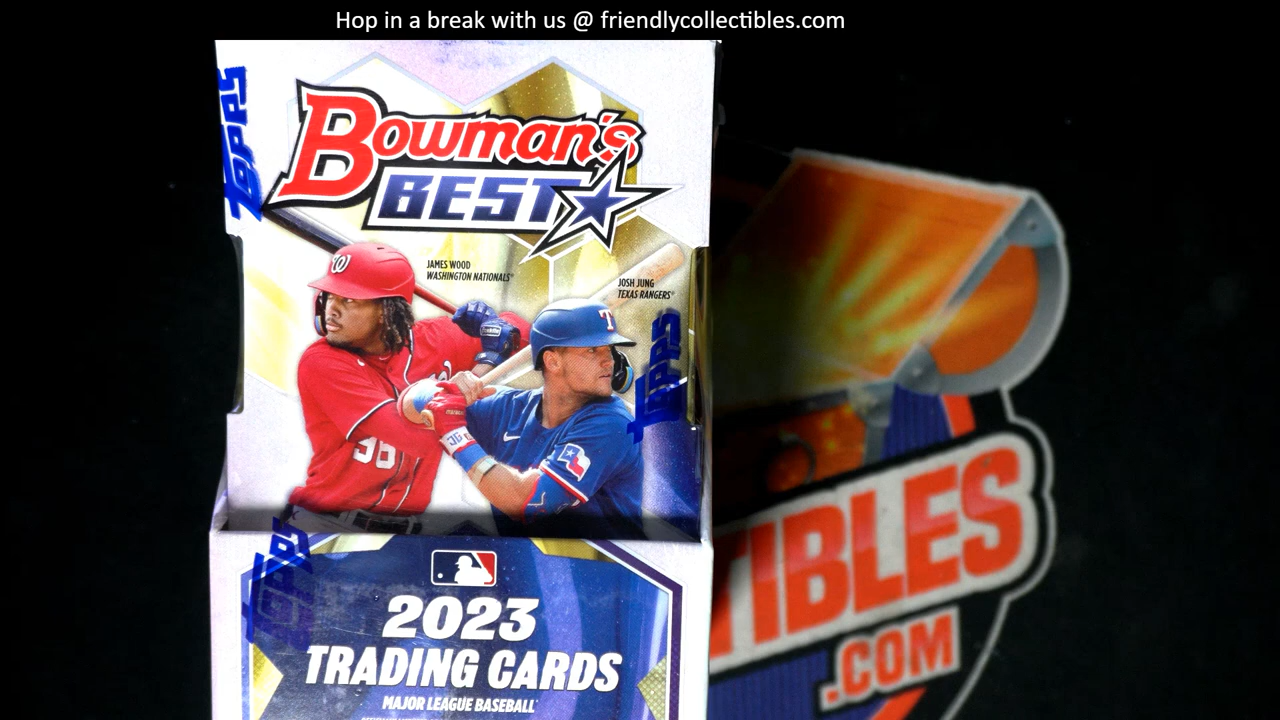 Hop in a break with us @ friendlycollectibles.com
TOPPS
Bowman's
BEST
W
JAMES WOOD
WASHINGTON NATIONALS®
JOSH JUNG
TEXAS RANGERS®
T
TOPPS
36
TOPPS
2023
TRADING CARDS
MAJOR LEAGUE BASEBALL
TIBLES
.COM